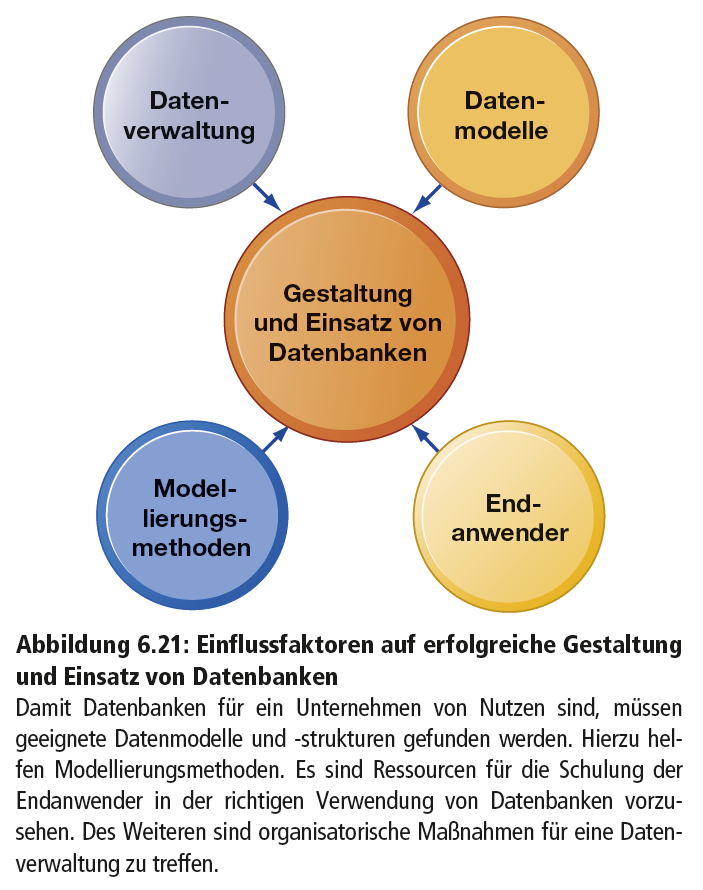 Daten-
verwaltung
Daten-
modelle
Gestaltung
und Einsatz von
Datenbanken
Model-
lierungs-
methoden
End-
anwender
Abbildung 6.21: Einflussfaktoren auf erfolgreiche Gestaltung
und Einsatz von Datenbanken
Damit Datenbanken für ein Unternehmen von Nutzen sind, müssen
geeignete Datenmodelle und -strukturen gefunden werden. Hierzu hel-
fen Modellierungsmethoden. Es sind Ressourcen für die Schulung der
Endanwender in der richtigen Verwendung von Datenbanken vorzu-
sehen. Des Weiteren sind organisatorische Maßnahmen für eine Daten-
verwaltung zu treffen.